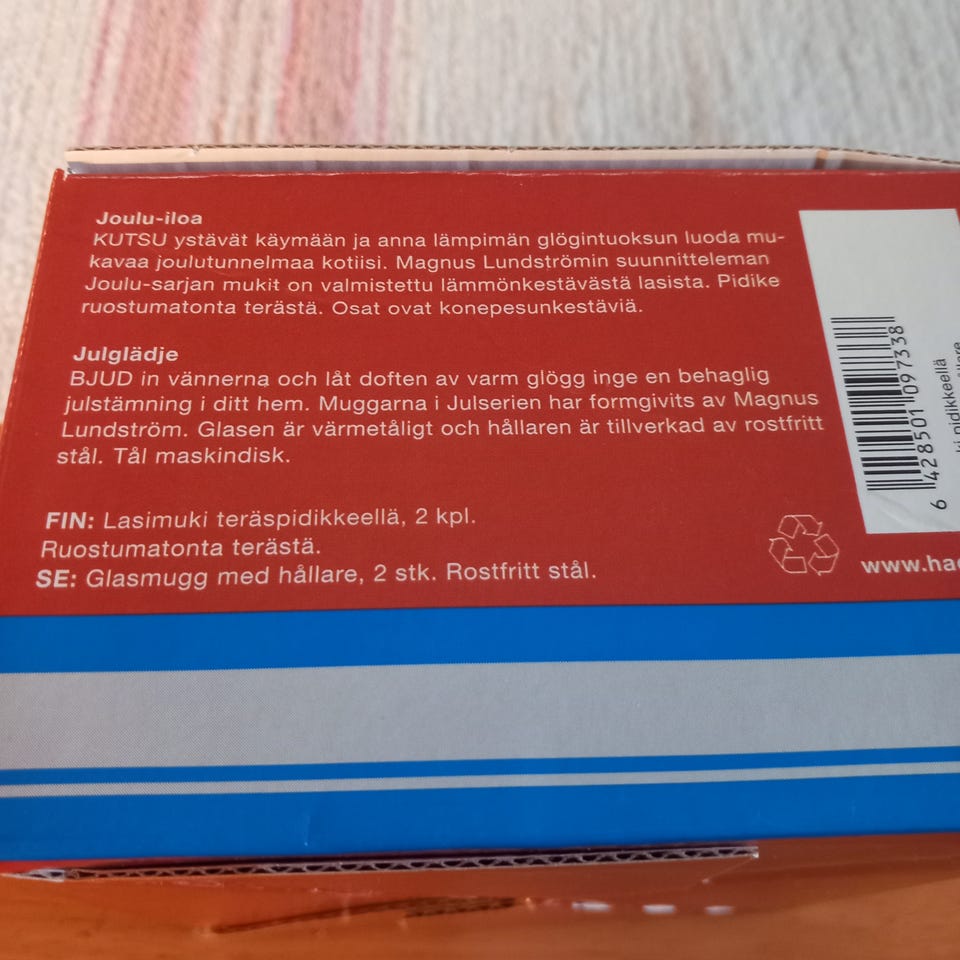 Joulu-iloa
KUTSU ystävät käymään ja anna lämpimän glögintuoksun luoda mu-
kavaa joulutunnelmaa kotiisi. Magnus Lundströmin suunnitteleman
Joulu-sarjan mukit on valmistettu lämmönkestävästä lasista. Pidike
ruostumatonta terästä. Osat ovat konepesunkestäviä.
Julglädje
BJUD in vännerna och låt doften av varm glögg inge en behaglig
julstämning i ditt hem. Muggarna i Julserien har formgivits av Magnus
Lundström. Glasen är värmetåligt och hållaren är tillverkad av rostfritt
stål. Tål maskindisk.
FIN: Lasimuki teräspidikkeellä, 2 kpl.
Ruostumatonta terästä.
SE: Glasmugg med hållare, 2 stk. Rostfritt stål.
6 428501 097338
pidikkeellä
www.hac